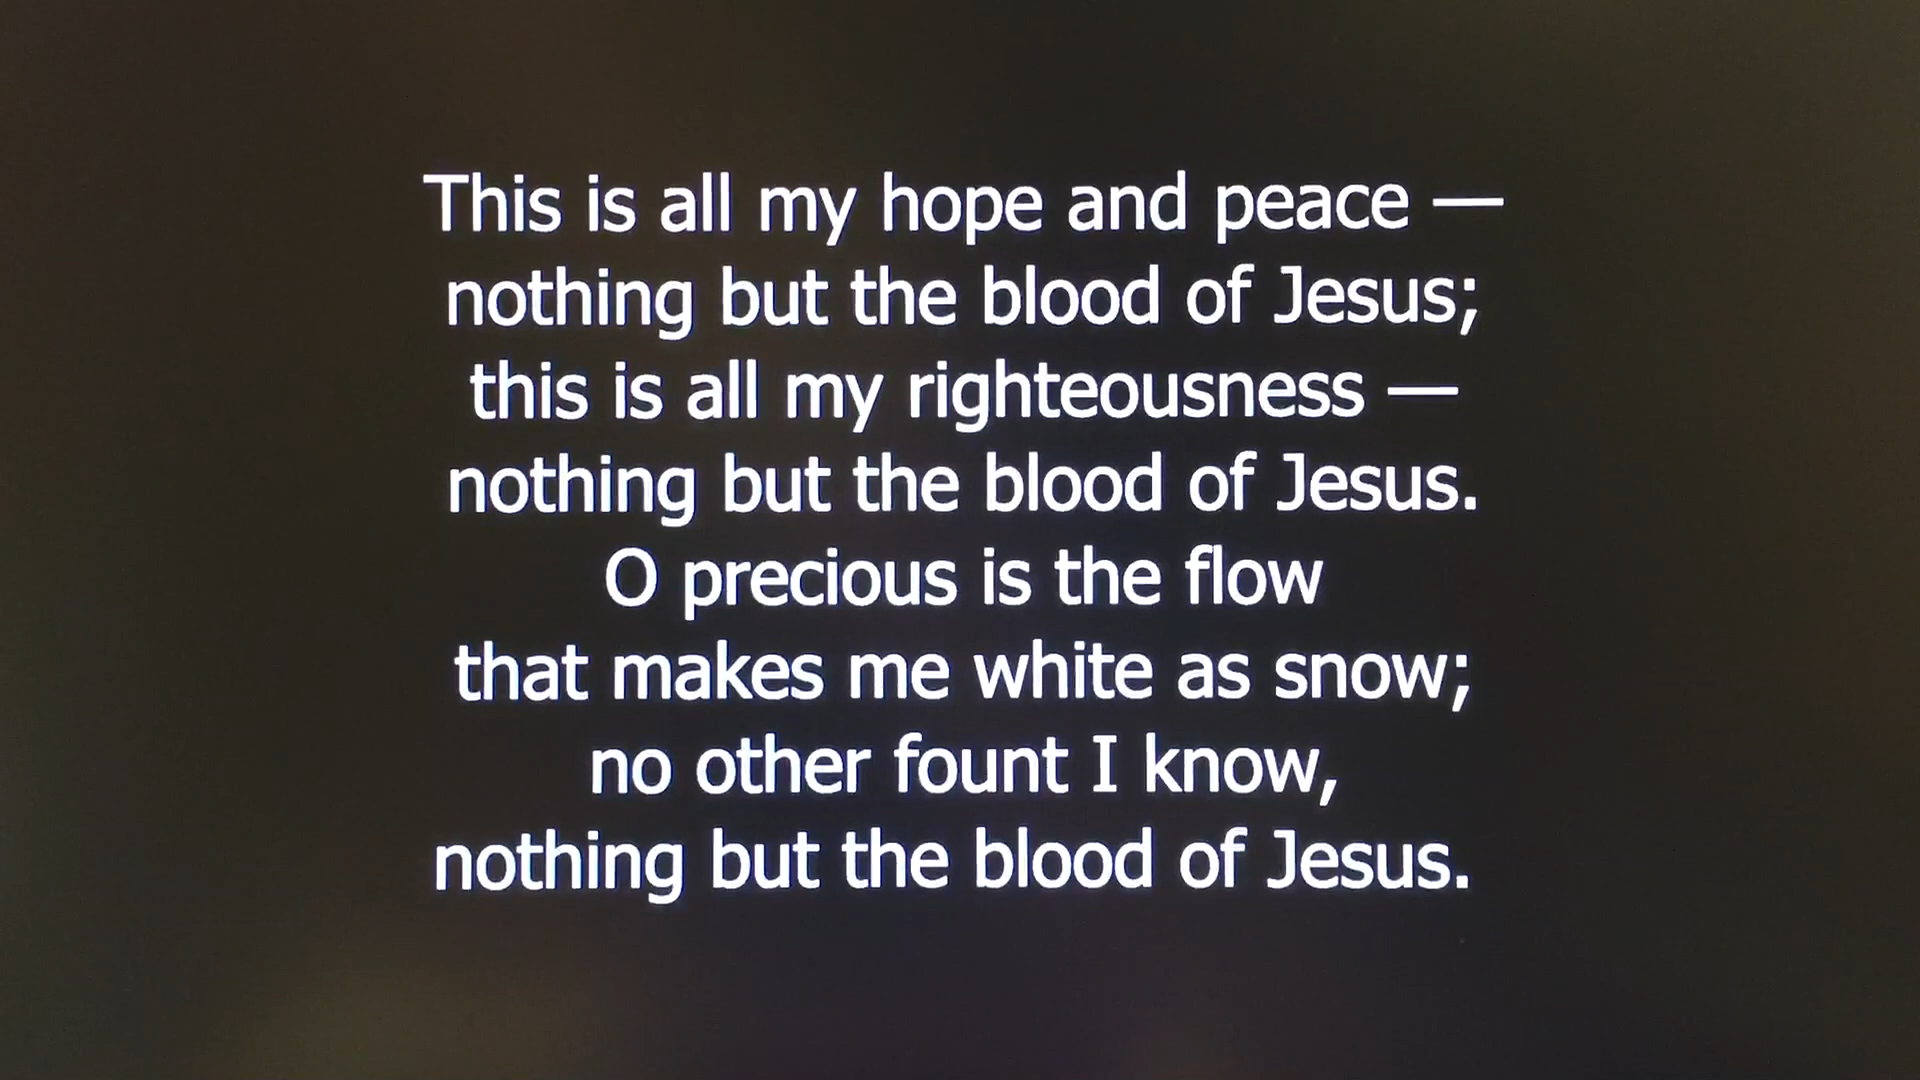 This is all my hope and peace —
nothing but the blood of Jesus;
this is all my righteousness —
nothing but the blood of Jesus.
O precious is the flow
that makes me white as snow;
no other fount I know,
nothing but the blood of Jesus.